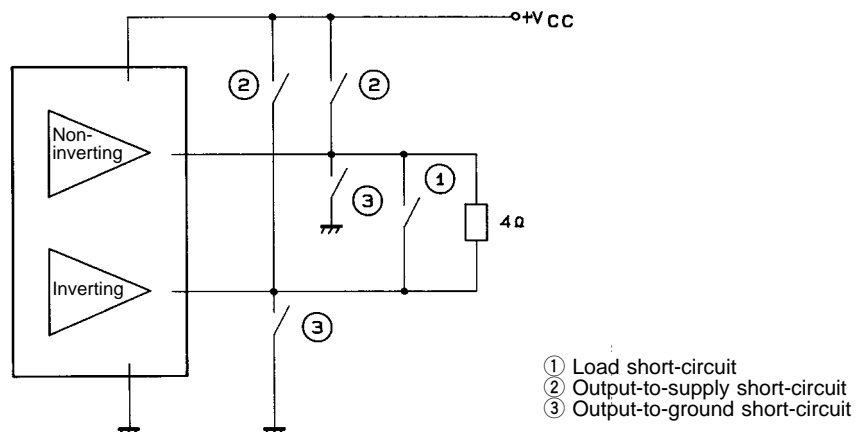 +VCC
② ②
Non-
inverting
①
③
4Ω
Inverting
③
① Load short-circuit
② Output-to-supply short-circuit
③ Output-to-ground short-circuit